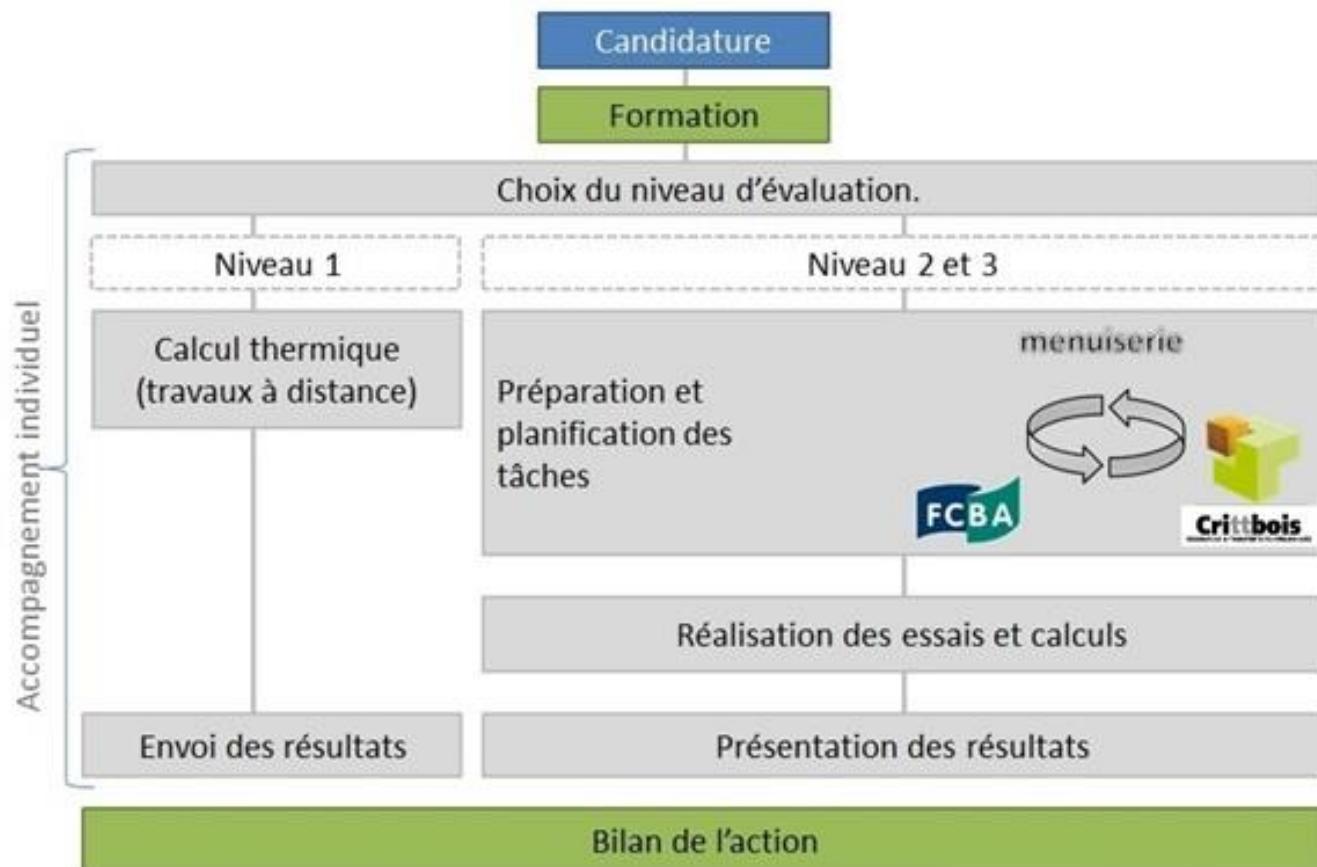 Candidature
Formation
Choix du niveau d'évaluation.
Niveau 1
Niveau 2 et 3
Accompagnement individuel
Calcul thermique
(travaux à distance)
Préparation et
planification des
tâches
menuiserie
FCBA
Crittbois
Réalisation des essais et calculs
Envoi des résultats
Présentation des résultats
Bilan de l'action